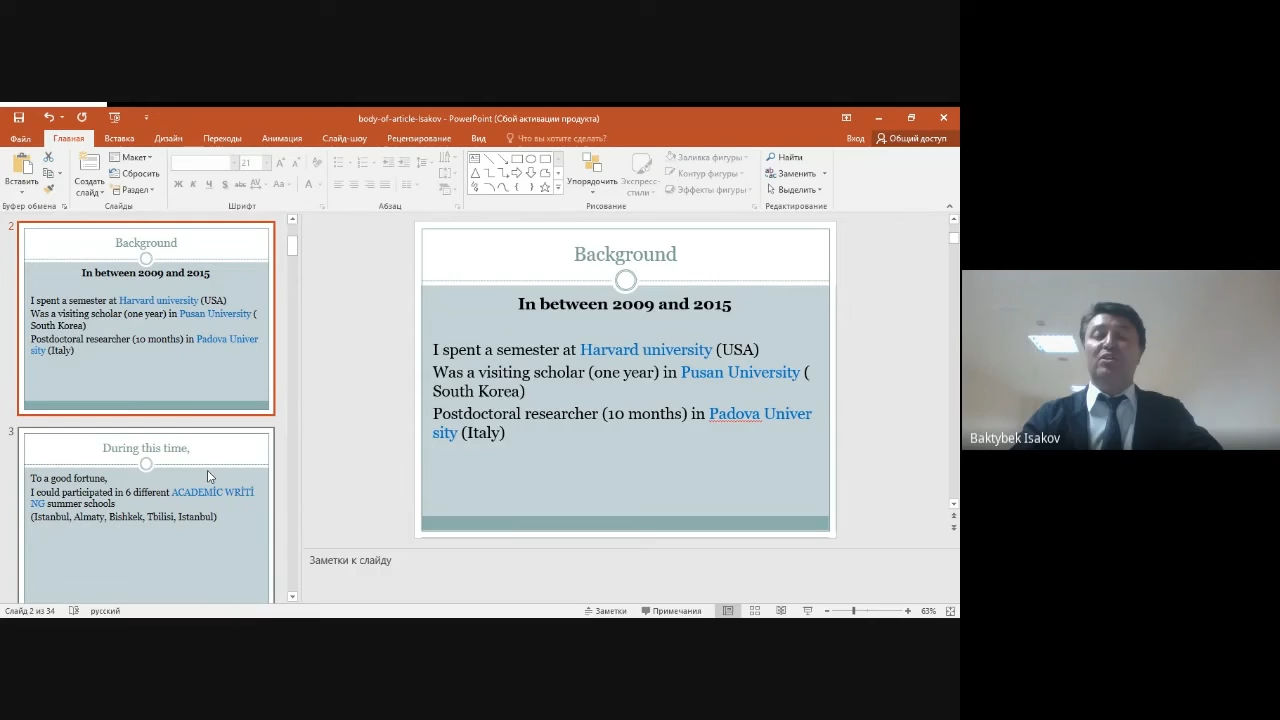 body-of-article-Isakov - PowerPoint (Сбой активации продукта)
Файл
Главная
Вставка
Дизайн
Переходы
Анимация
Слайд-шоу
Рецензирование
Вид
Что вы хотите сделать?
Вход
Общий доступ
Вставить
Буфер обмена
Создать слайд
Макет
Сбросить
Раздел
Слайды
21
Ж К Ч S abc AV Aa A
Шрифт
Абзац
Упорядочить
Экспресс-стили
Заливка фигуры
Контур фигуры
Эффекты фигуры
Рисование
Найти
Заменить
Выделить
Редактирование
2
Background
In between 2009 and 2015
I spent a semester at Harvard university (USA)
Was a visiting scholar (one year) in Pusan University (
South Korea)
Postdoctoral researcher (10 months) in Padova Univer
sity (Italy)
3
During this time,
To a good fortune,
I could participated in 6 different ACADEMİC WRİTİ
NG summer schools
(Istanbul, Almaty, Bishkek, Tbilisi, Istanbul)
Background
In between 2009 and 2015
I spent a semester at Harvard university (USA)
Was a visiting scholar (one year) in Pusan University (
South Korea)
Postdoctoral researcher (10 months) in Padova Univer
sity (Italy)
Заметки к слайду
Baktybek Isakov
Слайд 2 из 34
русский
Заметки
Примечания
63%